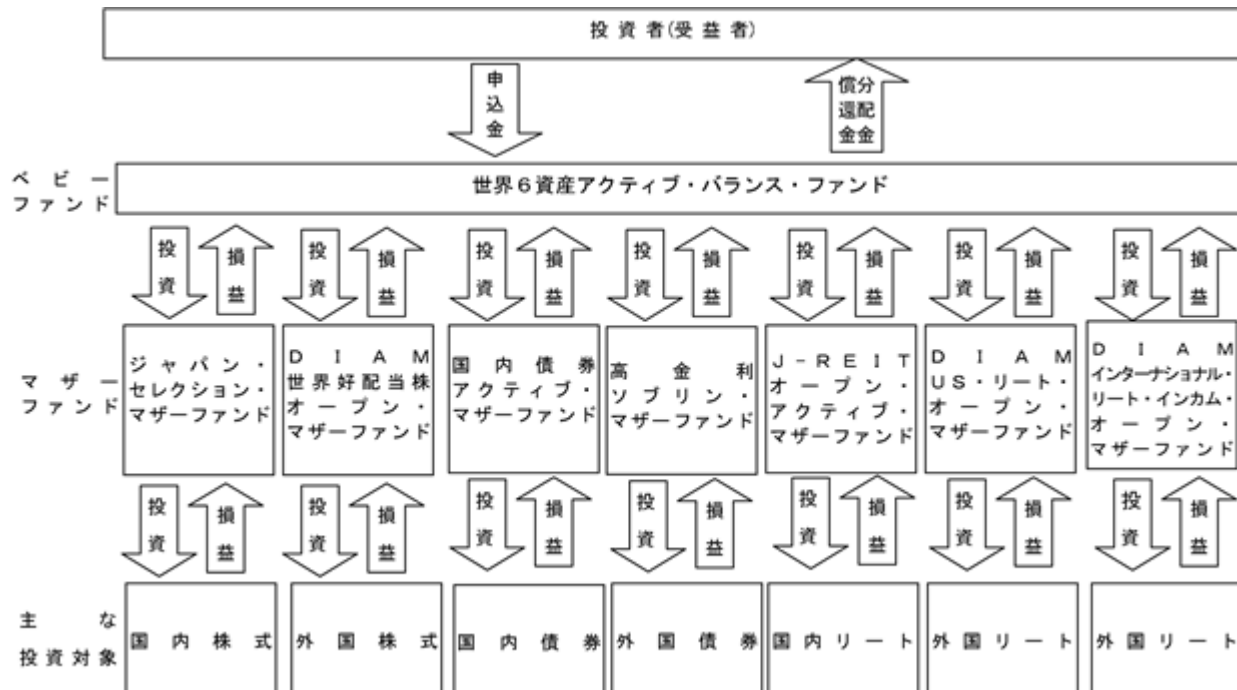 投資者(受益者)
申込金
償還金
分配金
ベビーファンド
世界6資産アクティブ・バランス・ファンド
投資
損益
投資
損益
投資
損益
投資
損益
投資
損益
投資
損益
投資
損益
マザーファンド
ジャパン・
セレクション・
マザーファンド
DIAM
世界好配当株
オープン・
マザーファンド
国内債券
アクティブ・
マザーファンド
高金利
ソブリン・
マザーファンド
J-REIT
オープン・
アクティブ・
マザーファンド
DIAM
US・リート・
オープン・
マザーファンド
DIAM
インターナショナル・
リート・インカム・
オープン・
マザーファンド
投資
損益
投資
損益
投資
損益
投資
損益
投資
損益
投資
損益
投資
損益
主な
投資対象
国内株式
外国株式
国内債券
外国債券
国内リート
外国リート
外国リート